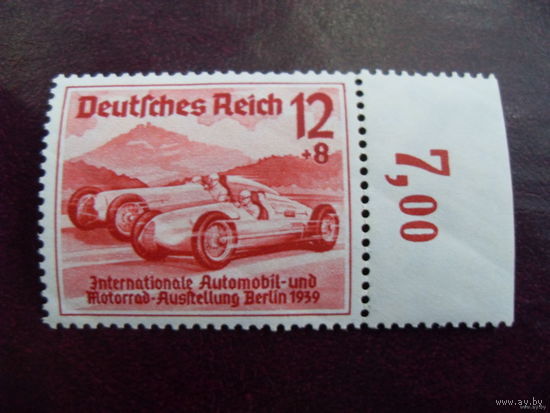 Deutsches Reich 12
+8
Internationale Automobil-und
Motorrad-Ausstellung Berlin 1939
7,00
www.ay.by